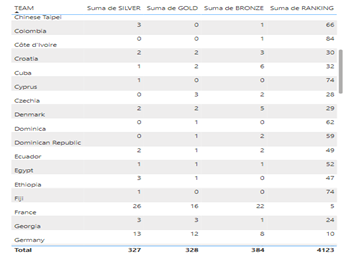 TEAM Suma de SILVER Suma de GOLD Suma de BRONZE Suma de RANKING
Chinese Taipei
Colombia 3 0 1 66
Côte d'Ivoire 0 0 1 84
Croatia 2 2 3 30
Cuba 1 2 6 32
Cyprus 1 0 0 74
Czechia 0 3 2 28
Denmark 2 2 5 29
Dominica 0 1 0 62
Dominican Republic 0 1 2 59
Ecuador 2 1 2 49
Egypt 1 1 1 52
Ethiopia 3 1 0 47
Fiji 1 0 0 74
France 26 16 22 5
Georgia 3 3 1 24
Germany 13 12 8 10
Total 327 328 384 4123